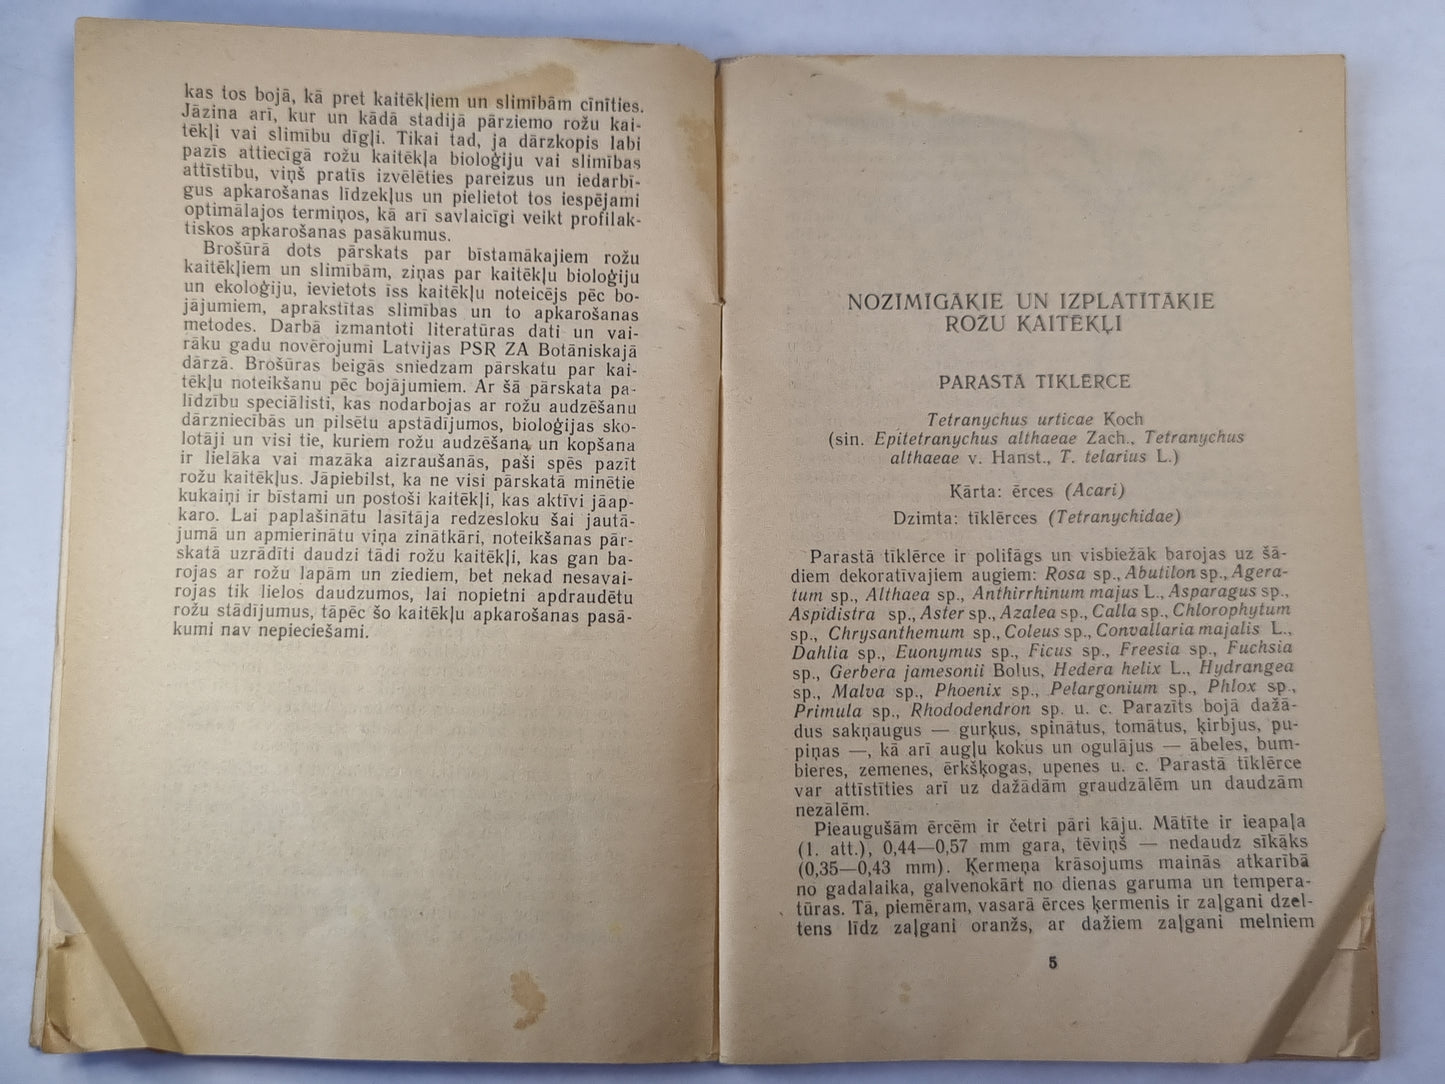 kas tos bojā, kā pret kaitēkļiem un slimībām cīnīties.
Jāzina arī, kur un kādā stadijā pārziemo rožu kai-
tēkļi vai slimību dīgļi. Tikai tad, ja dārzkopis labi
pazīs attiecīgā rožu kaitēkļa bioloģiju vai slimības
attīstību, viņš pratīs izvēlēties pareizus un iedarbī-
gus apkarošanas līdzekļus un pielietot tos iespējami
optimālajos termiņos, kā arī savlaicīgi veikt profilak-
tiskos apkarošanas pasākumus.
Brošūrā dots pārskats par bīstamākajiem rožu
kaitēkļiem un slimībām, ziņas par kaitēkļu bioloģiju
un ekoloģiju, ievietots īss kaitēkļu noteicējs pēc bo-
jājumiem, aprakstītas slimības un to apkarošanas
metodes. Darbā izmantoti literatūras dati un vai-
rāku gadu novērojumi Latvijas PSR ZA Botāniskajā
dārzā. Brošūras beigās sniedzam pārskatu par kai-
tēkļu noteikšanu pēc bojājumiem. Ar šā pārskata pa-
līdzību speciālisti, kas nodarbojas ar rožu audzēšanu
dārzniecībās un pilsētu apstādījumos, bioloģijas sko-
lotāji un visi tie, kuriem rožu audzēšana un kopšana
ir lielāka vai mazāka aizraušanās, paši spēs pazīt
rožu kaitēkļus. Jāpiebilst, ka ne visi pārskatā minētie
kukaiņi ir bīstami un postoši kaitēkļi, kas aktīvi jāap-
karo. Lai paplašinātu lasītāja redzesloku šai jautā-
jumā un apmierinātu viņa zinātkāri, noteikšanas pār-
skatā uzrādīti daudzi tādi rožu kaitēkļi, kas gan ba-
rojas ar rožu lapām un ziediem, bet nekad nesavai-
rojas tik lielos daudzumos, lai nopietni apdraudētu
rožu stādījumus, tāpēc šo kaitēkļu apkarošanas pasā-
kumi nav nepieciešami.
NOZĪMĪGĀKIE UN IZPLATĪTĀKIE
ROŽU KAITĒKĻI
PARASTĀ TĪKLĒRCE
Tetranychus urticae Koch
(sin. Epitetranychus althaeae Zach., Tetranychus
althaeae v. Hanst., T. telarius L.)
Kārta: ērces (Acari)
Dzimta: tīklērces (Tetranychidae)
Parastā tīklērce ir polifāgs un visbiežāk barojas uz šā-
diem dekoratīvajiem augiem: Rosa sp., Abutilon sp., Agera-
tum sp., Althaea sp., Anthirrhinum majus L., Asparagus sp.,
Aspidistra sp., Aster sp., Azalea sp., Calla sp., Chlorophytum
sp., Chrysanthemum sp., Coleus sp., Convallaria majalis L.,
Dahlia sp., Euonymus sp., Ficus sp., Freesia sp., Fuchsia
sp., Gerbera jamesonii Bolus, Hedera helix L., Hydrangea
sp., Malva sp., Phoenix sp., Pelargonium sp., Phlox sp.,
Primula sp., Rhododendron sp. u. c. Parazīts bojā dažā-
dus sakņaugus — gurķus, spinātus, tomātus, ķirbjus, pu-
piņas —, kā arī augļu kokus un ogulājus — ābeles, bum-
bieres, zemenes, ērkšķogas, upenes u. c. Parastā tīklērce
var attīstīties arī uz dažādām graudzālēm un daudzām
nezālēm.
Pieaugušām ērcēm ir četri pāri kāju. Mātīte ir ieapaļa
(1. att.), 0,44—0,57 mm gara, tēviņš — nedaudz sīkāks
(0,35—0,43 mm). Ķermeņa krāsojums mainās atkarībā
no gadalaika, galvenokārt no dienas garuma un tempera-
tūras. Tā, piemēram, vasarā ērces ķermenis ir zaļgani dzel-
tens līdz zaļgani oranžs, ar dažiem zaļgani melniem
5